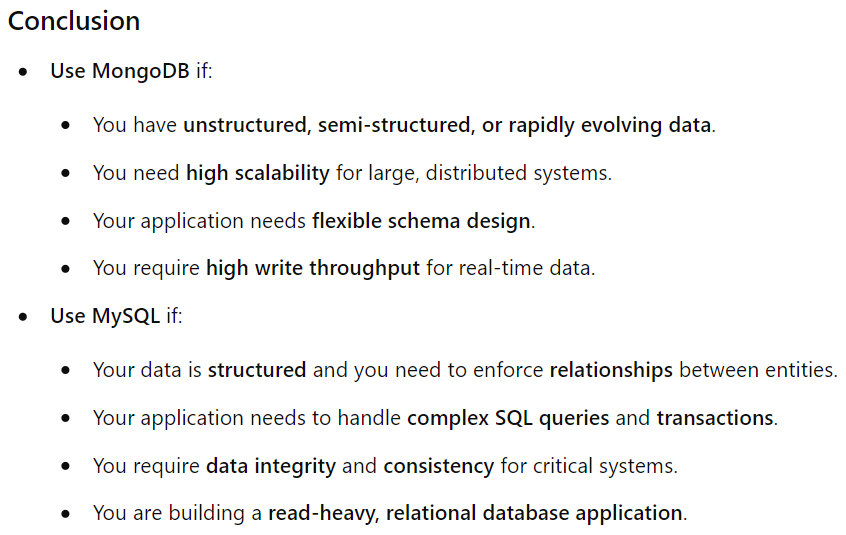 Conclusion
• Use MongoDB if:
• You have unstructured, semi-structured, or rapidly evolving data.
• You need high scalability for large, distributed systems.
• Your application needs flexible schema design.
• You require high write throughput for real-time data.
• Use MySQL if:
• Your data is structured and you need to enforce relationships between entities.
• Your application needs to handle complex SQL queries and transactions.
• You require data integrity and consistency for critical systems.
• You are building a read-heavy, relational database application.